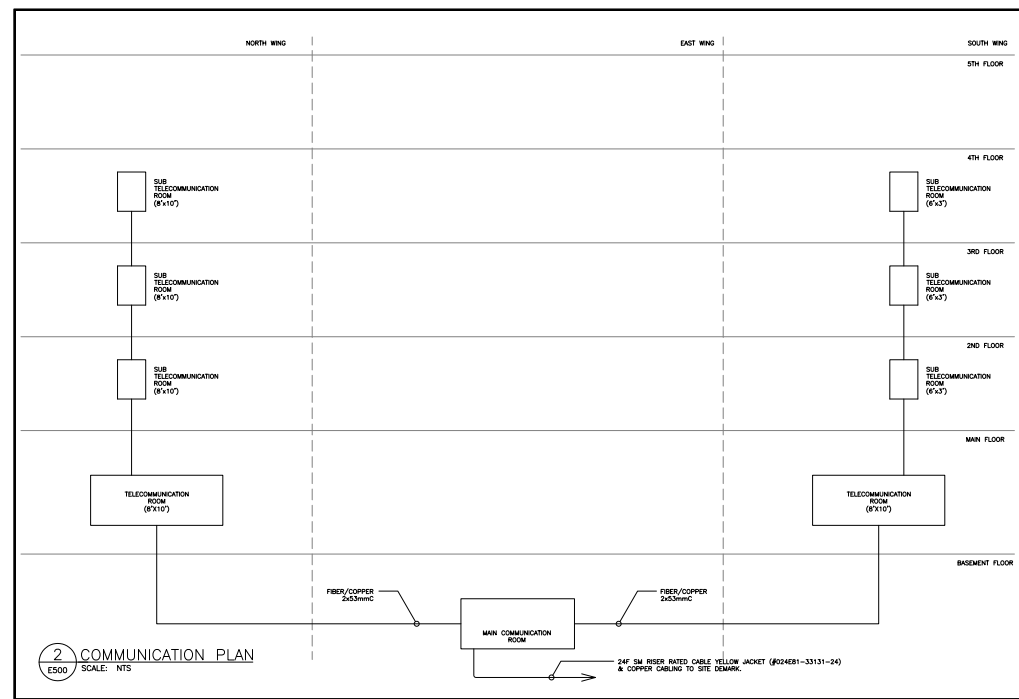 NORTH WING
EAST WING
SOUTH WING
5TH FLOOR
4TH FLOOR
SUB
TELECOMMUNICATION
ROOM
(8'x10')
SUB
TELECOMMUNICATION
ROOM
(6'x3')
3RD FLOOR
SUB
TELECOMMUNICATION
ROOM
(8'x10')
SUB
TELECOMMUNICATION
ROOM
(6'x3')
2ND FLOOR
SUB
TELECOMMUNICATION
ROOM
(8'x10')
SUB
TELECOMMUNICATION
ROOM
(6'x3')
MAIN FLOOR
TELECOMMUNICATION
ROOM
(8'X10')
TELECOMMUNICATION
ROOM
(8'X10')
BASEMENT FLOOR
FIBER/COPPER
2x53mmC
FIBER/COPPER
2x53mmC
MAIN COMMUNICATION
ROOM
24F SM RISER RATED CABLE YELLOW JACKET (#024E81-33131-24)
& COPPER CABLING TO SITE DEMARK.
2
E500
COMMUNICATION PLAN
SCALE: NTS